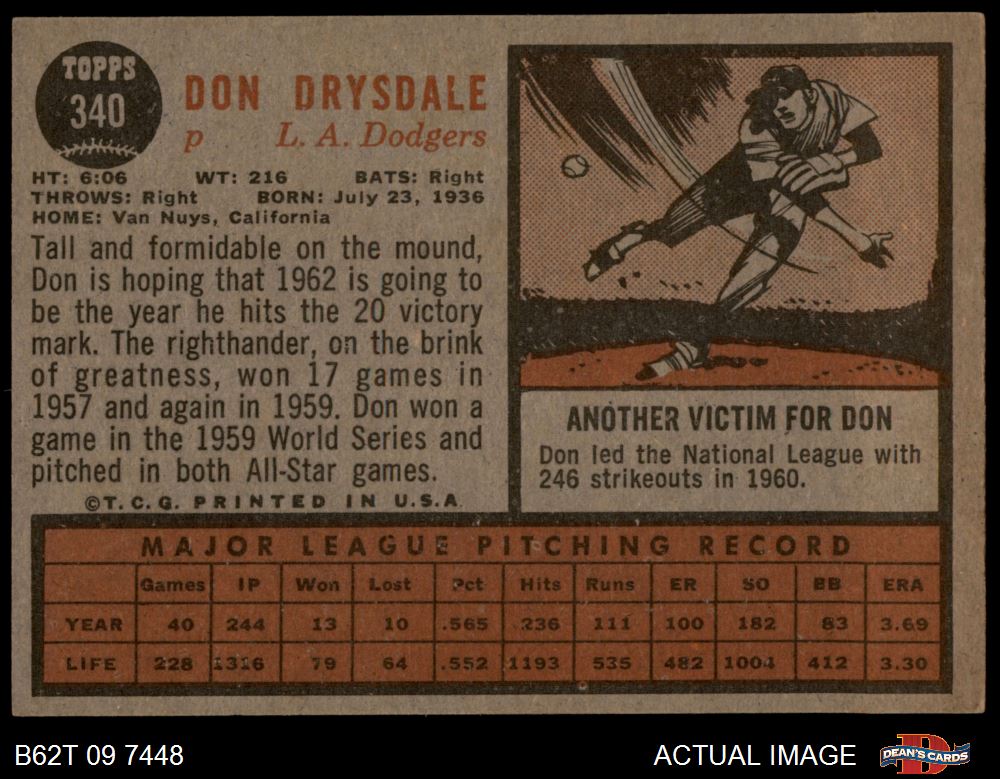 TOPPS
340
DON DRYSDALE
p L. A. Dodgers
HT: 6:06 WT: 216 BATS: Right
THROWS: Right BORN: July 23, 1936
HOME: Van Nuys, California
Tall and formidable on the mound,
Don is hoping that 1962 is going to
be the year he hits the 20 victory
mark. The righthander, on the brink
of greatness, won 17 games in
1957 and again in 1959. Don won a
game in the 1959 World Series and
pitched in both All-Star games.
©T.C.G. PRINTED IN U.S.A.
ANOTHER VICTIM FOR DON
Don led the National League with
246 strikeouts in 1960.
MAJOR LEAGUE PITCHING RECORD
Games IP Won Lost Pct Hits Runs ER SO BB ERA
YEAR 40 244 13 10 .565 236 111 100 182 83 3.69
LIFE 228 1316 79 64 .552 1193 535 482 1004 412 3.30
B62T 09 7448 ACTUAL IMAGE DEAN'S CARDS